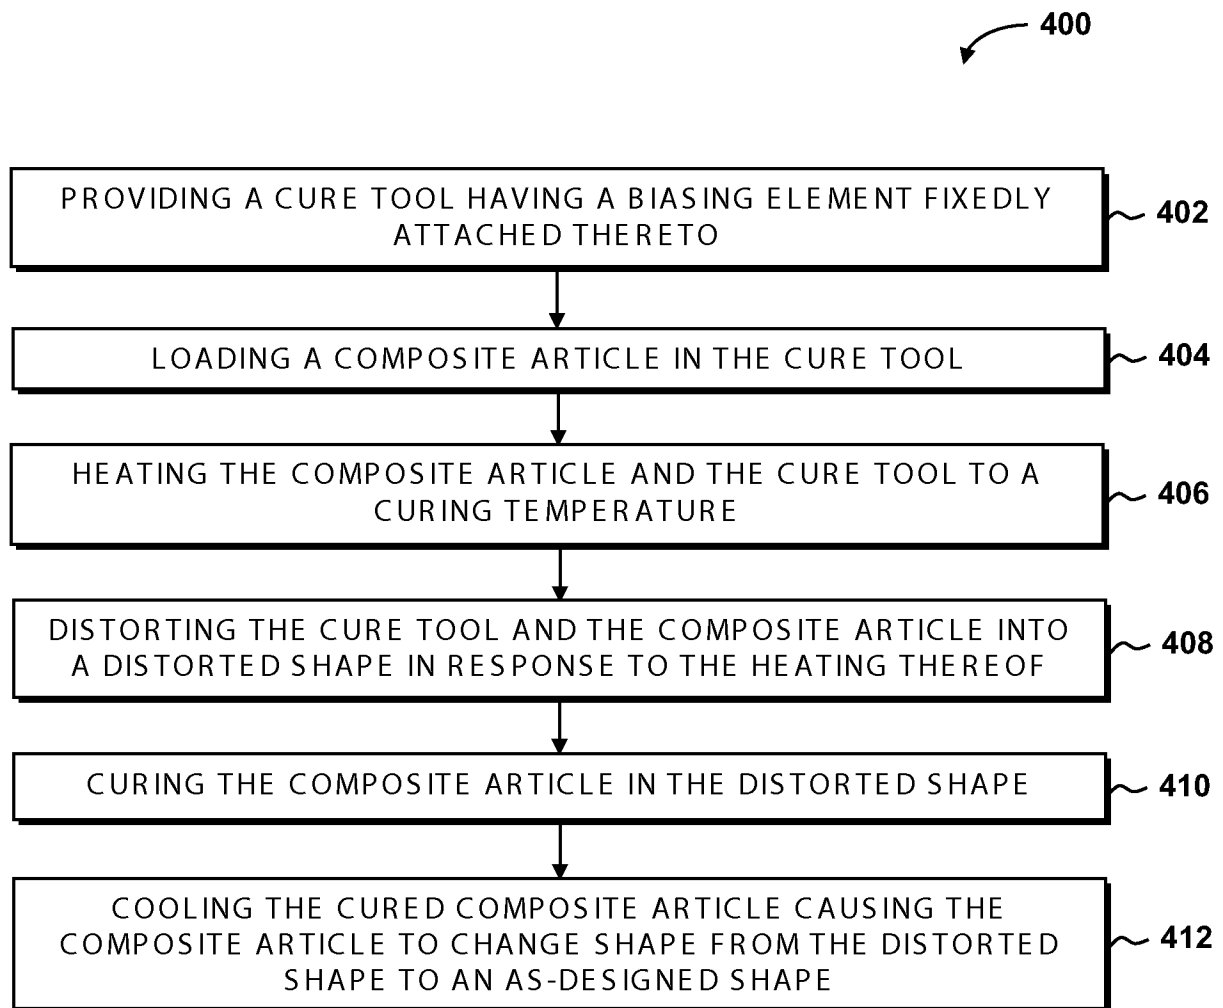 400
PROVIDING A CURE TOOL HAVING A BIASING ELEMENT FIXEDLY
ATTACHED THERETO
402
LOADING A COMPOSITE ARTICLE IN THE CURE TOOL
404
HEATING THE COMPOSITE ARTICLE AND THE CURE TOOL TO A
CURING TEMPERATURE
406
DISTORTING THE CURE TOOL AND THE COMPOSITE ARTICLE INTO
A DISTORTED SHAPE IN RESPONSE TO THE HEATING THEREOF
408
CURING THE COMPOSITE ARTICLE IN THE DISTORTED SHAPE
410
COOLING THE CURED COMPOSITE ARTICLE CAUSING THE
COMPOSITE ARTICLE TO CHANGE SHAPE FROM THE DISTORTED
SHAPE TO AN AS-DESIGNED SHAPE
412